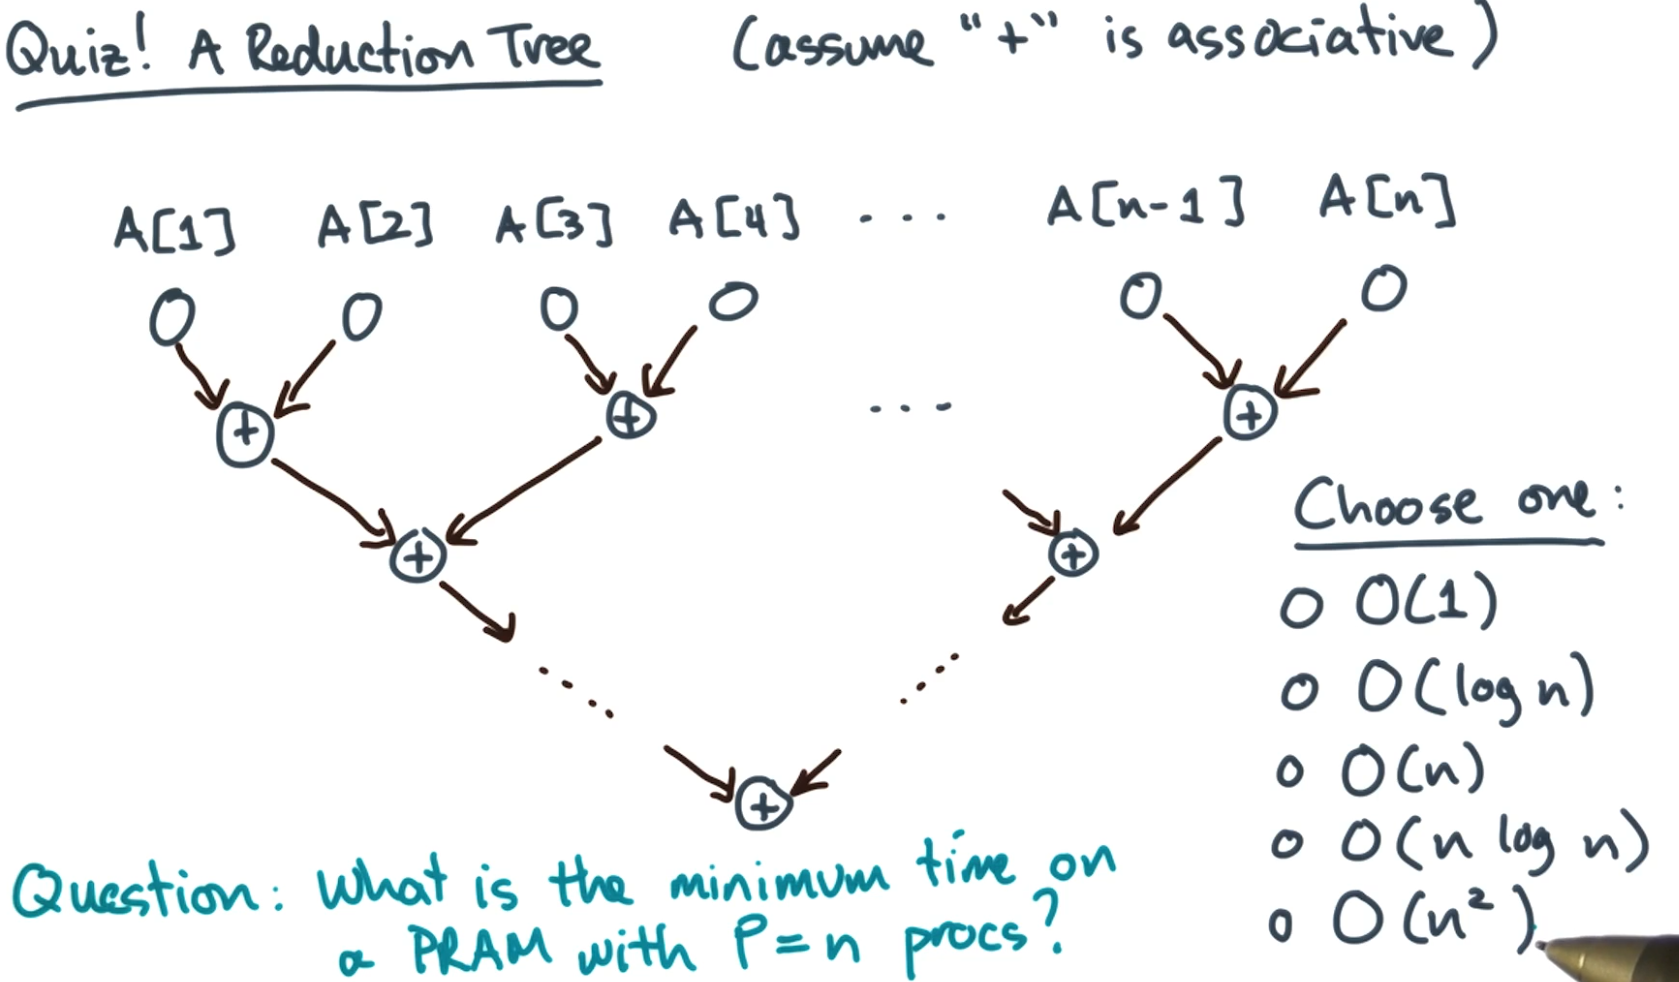 Quiz! A Reduction Tree (assume "+" is associative)
A[1] A[2] A[3] A[4] ... A[n-1] A[n]
+ + ... +
+ +
+
Choose one:
O(1)
O(log n)
O(n)
O(n log n)
O(n²)
Question: What is the minimum time on
a PRAM with P=n procs?